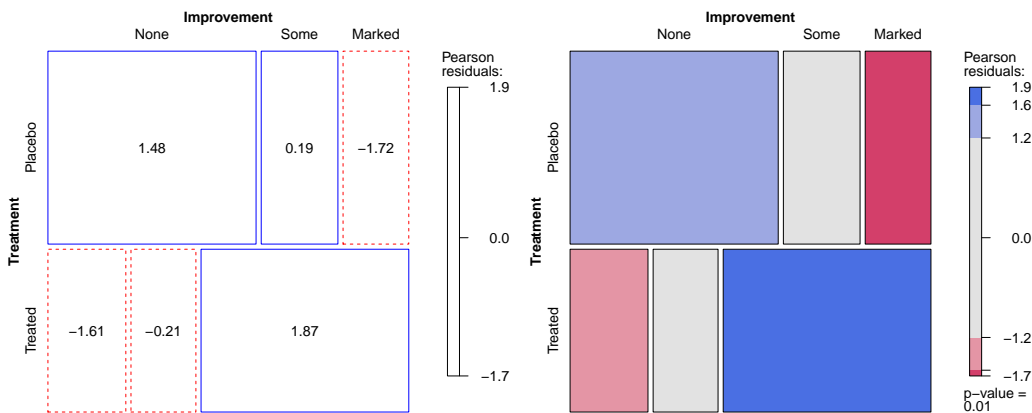 Improvement
None Some Marked
Treatment
Placebo
Treated
1.48 0.19 −1.72
−1.61 −0.21 1.87
Pearson
residuals:
1.9
0.0
−1.7
Improvement
None Some Marked
Treatment
Placebo
Treated
Pearson
residuals:
1.9
1.6
1.2
0.0
−1.2
−1.7
p−value =
0.01